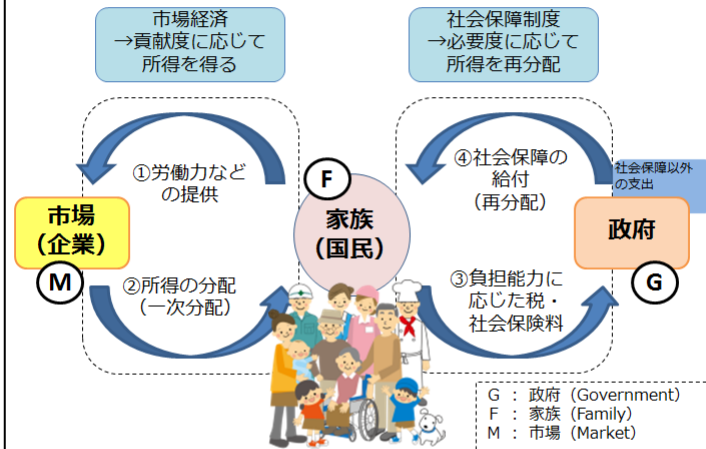 市場経済
→貢献度に応じて
所得を得る
社会保障制度
→必要度に応じて
所得を再分配
①労働力など
の提供
F
④社会保障の
給付
(再分配)
社会保障以外
の支出
市場
(企業)
家族
(国民)
政府
M
②所得の分配
(一次分配)
③負担能力に
応じた税・
社会保険料
G
G : 政府 (Government)
F : 家族 (Family)
M : 市場 (Market)